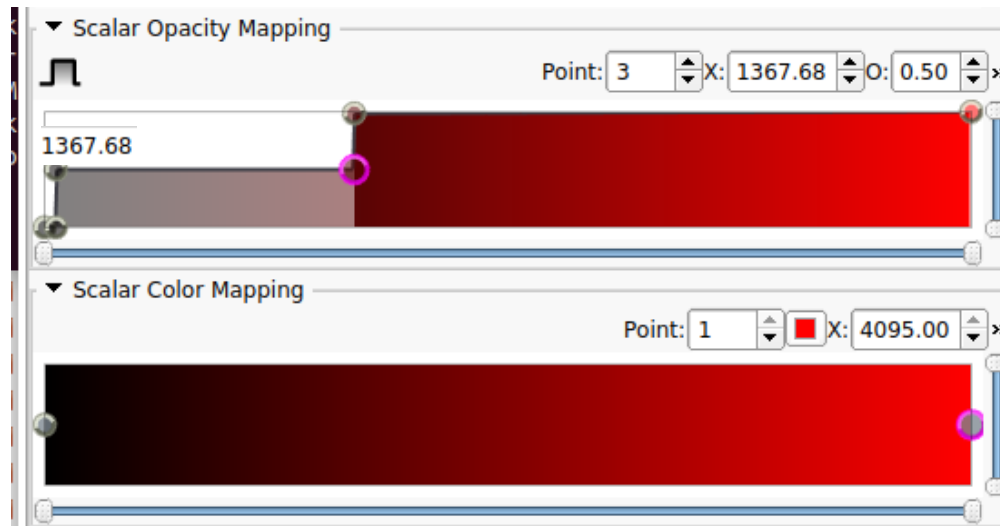 Scalar Opacity Mapping
Point: 3 X: 1367.68 O: 0.50 »
1367.68
Scalar Color Mapping
Point: 1 X: 4095.00 »